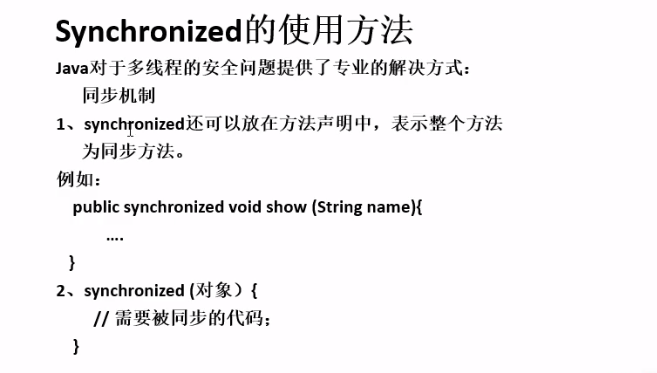 Synchronized的使用方法
Java对于多线程的安全问题提供了专业的解决方式：
同步机制
1、synchronized还可以放在方法声明中，表示整个方法
为同步方法。
例如：
public synchronized void show (String name){
....
}
2、synchronized (对象）{
// 需要被同步的代码；
}